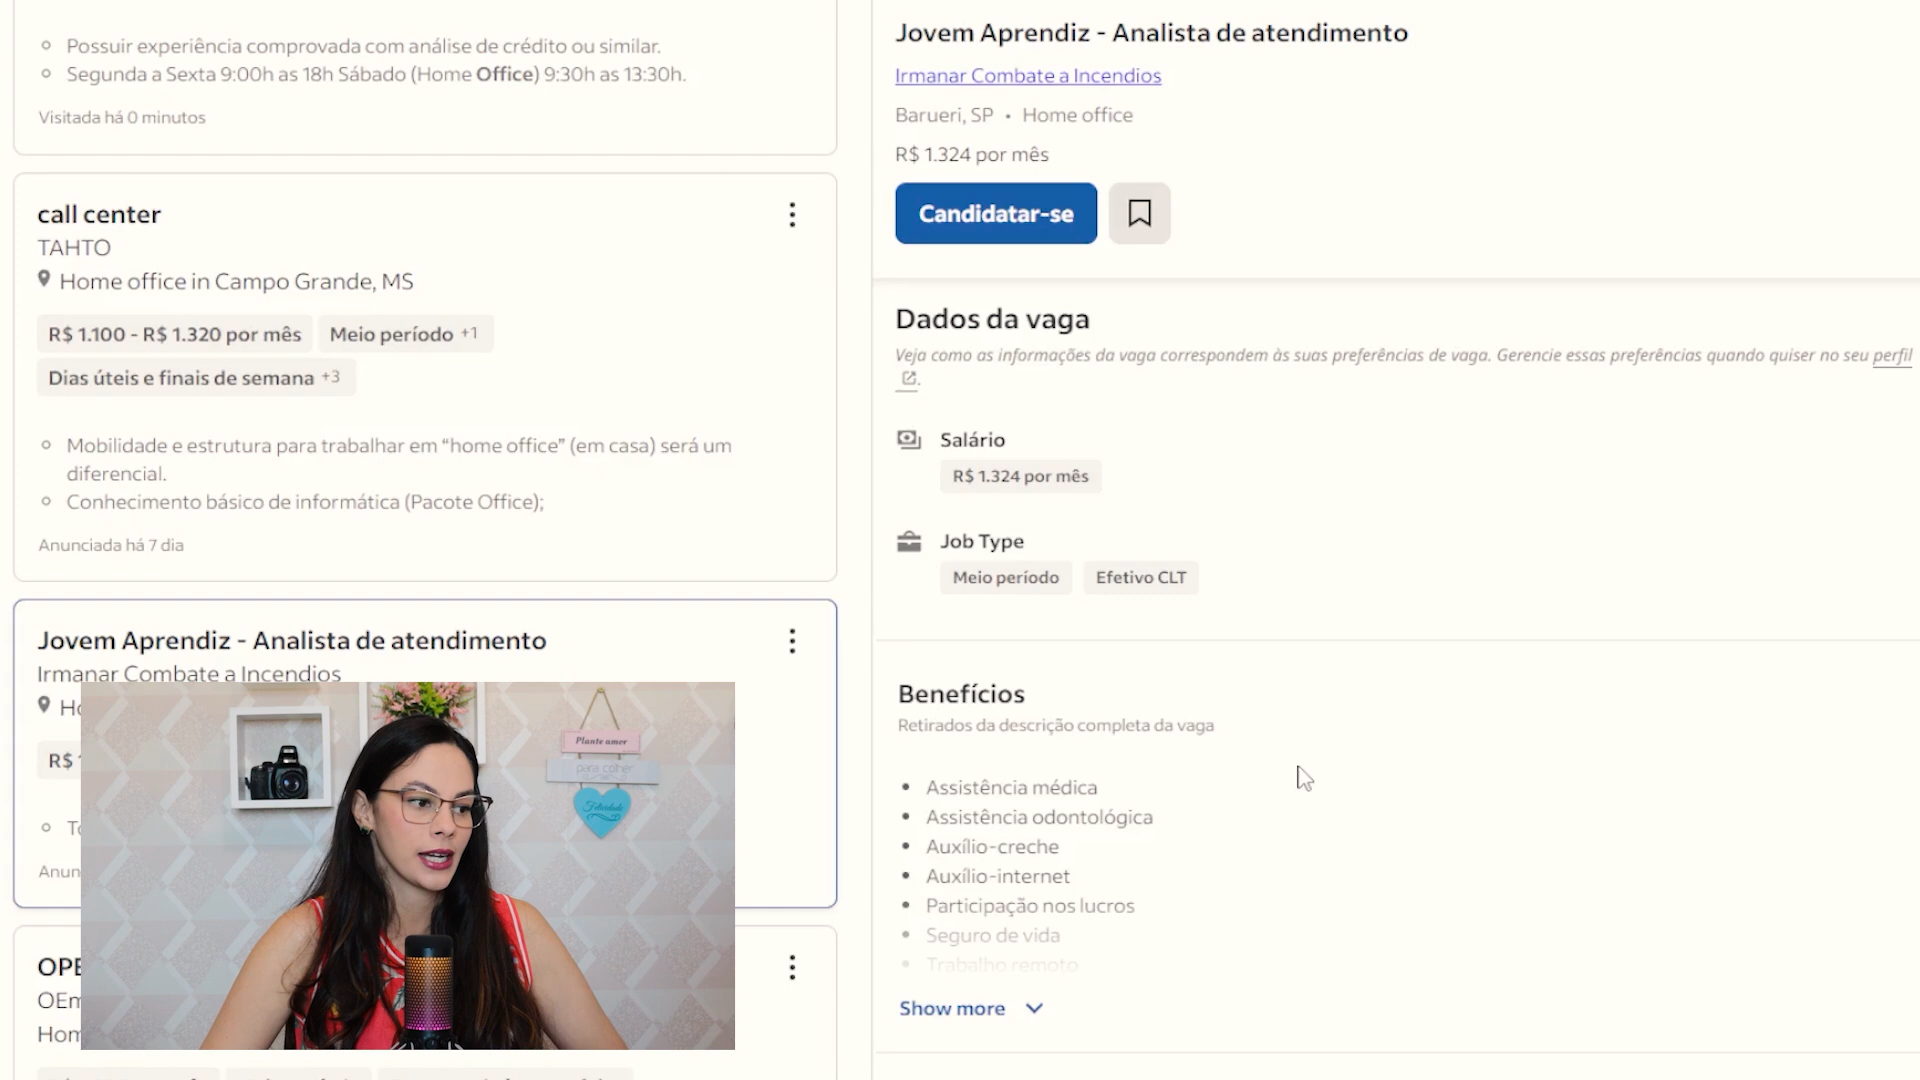 Possuir experiência comprovada com análise de crédito ou similar.
Segunda a Sexta 9:00h as 18h Sábado (Home Office) 9:30h as 13:30h.
Visitada há 0 minutos
call center
TAHTO
Home office in Campo Grande, MS
R$ 1.100 - R$ 1.320 por mês
Meio período +1
Dias úteis e finais de semana +3
Mobilidade e estrutura para trabalhar em “home office” (em casa) será um
diferencial.
Conhecimento básico de informática (Pacote Office);
Anunciada há 7 dia
Jovem Aprendiz - Analista de atendimento
Irmanar Combate a Incendios
R$
Plante amor
para colher
Felicidade
Jovem Aprendiz - Analista de atendimento
Irmanar Combate a Incendios
Barueri, SP • Home office
R$ 1.324 por mês
Candidatar-se
Dados da vaga
Veja como as informações da vaga correspondem às suas preferências de vaga. Gerencie essas preferências quando quiser no seu perfil
.
Salário
R$ 1.324 por mês
Job Type
Meio período
Efetivo CLT
Benefícios
Retirados da descrição completa da vaga
Assistência médica
Assistência odontológica
Auxílio-creche
Auxílio-internet
Participação nos lucros
Seguro de vida
Trabalho remoto
Show more